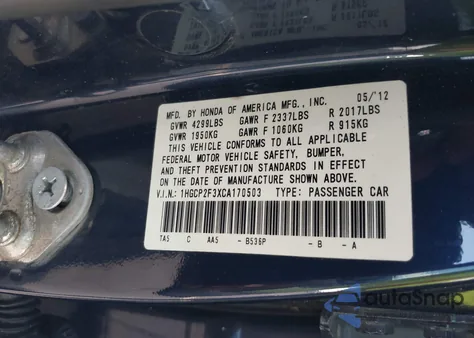 05/'12
MFD. BY HONDA OF AMERICA MFG., INC.
GVWR 4299LBS GAWR F 2337LBS R 2017LBS
GVWR 1950KG GAWR F 1060KG R 915KG
THIS VEHICLE CONFORMS TO ALL APPLICABLE
FEDERAL MOTOR VEHICLE SAFETY, BUMPER,
AND THEFT PREVENTION STANDARDS IN EFFECT
ON THE DATE OF MANUFACTURE SHOWN ABOVE.
V.I.N.: 1HGCP2F3XCA170503 TYPE: PASSENGER CAR
TA5 C AA5 - B536P - B - A
autoSnap